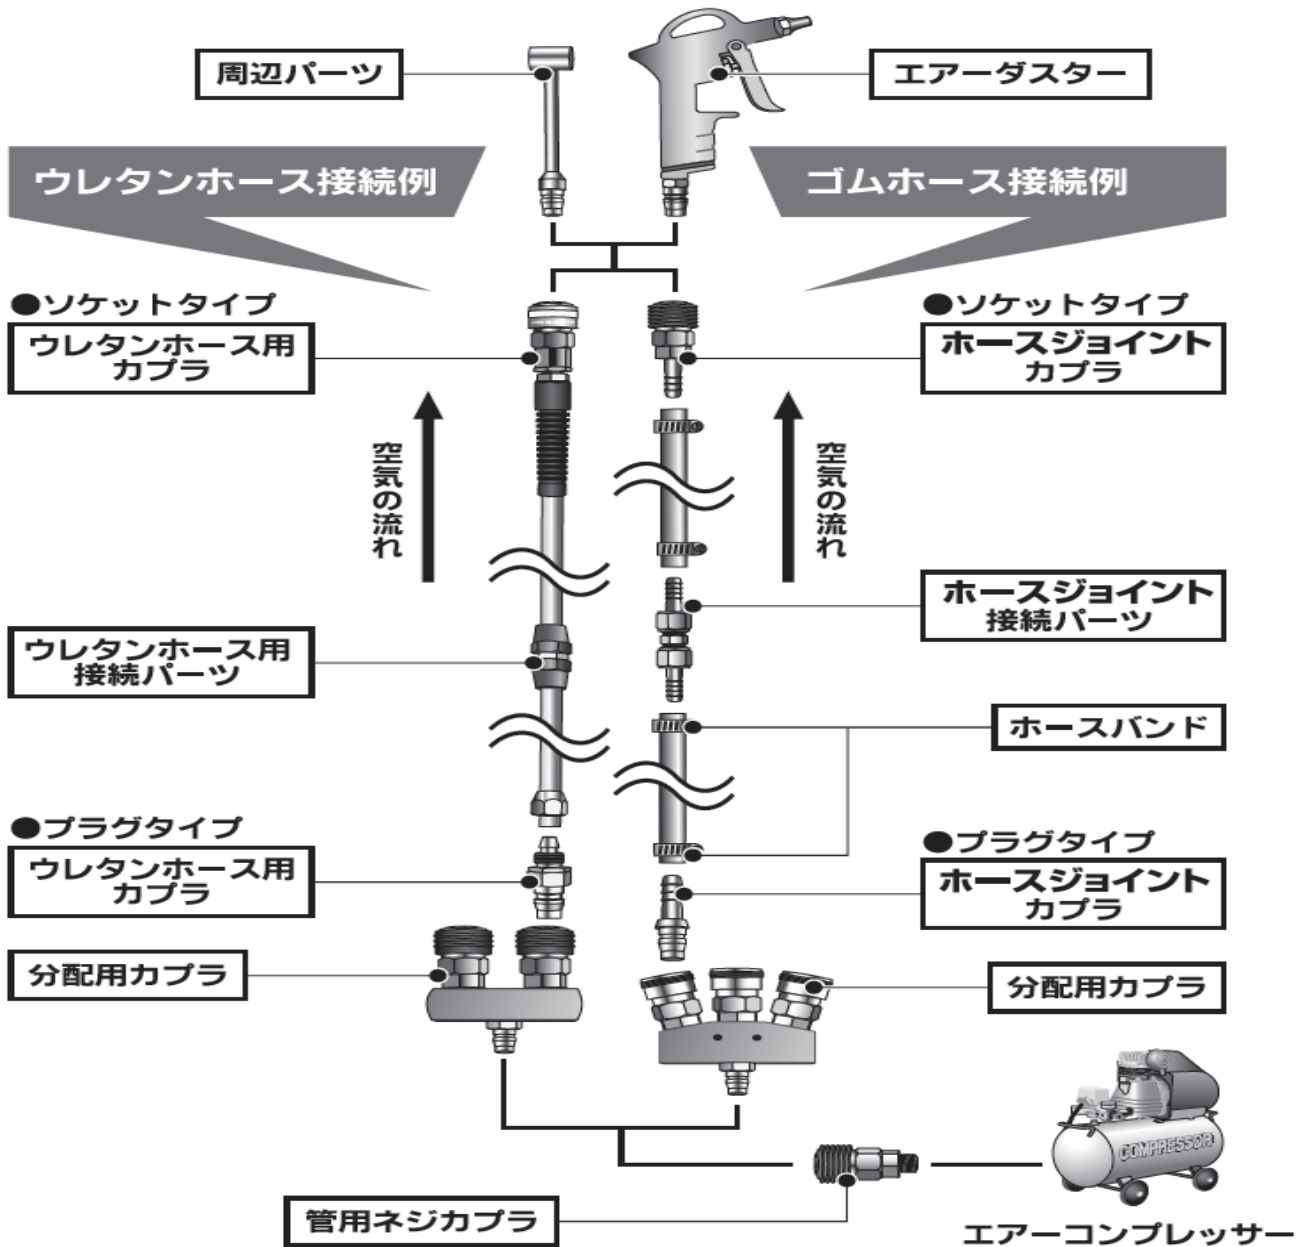 周辺パーツ
エアーダスター
ウレタンホース接続例
ゴムホース接続例
●ソケットタイプ
ウレタンホース用
カプラ
●ソケットタイプ
ホースジョイント
カプラ
空気の流れ
空気の流れ
ホースジョイント
接続パーツ
ウレタンホース用
接続パーツ
ホースバンド
●プラグタイプ
ウレタンホース用
カプラ
●プラグタイプ
ホースジョイント
カプラ
分配用カプラ
分配用カプラ
COMPRESSOR
管用ネジカプラ
エアーコンプレッサー